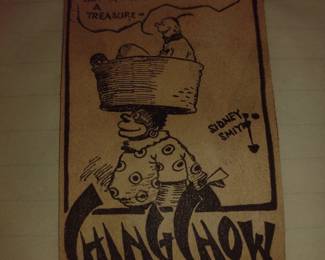 A
TREASURE—
SIDNEY
SMITH
CHING CHOW